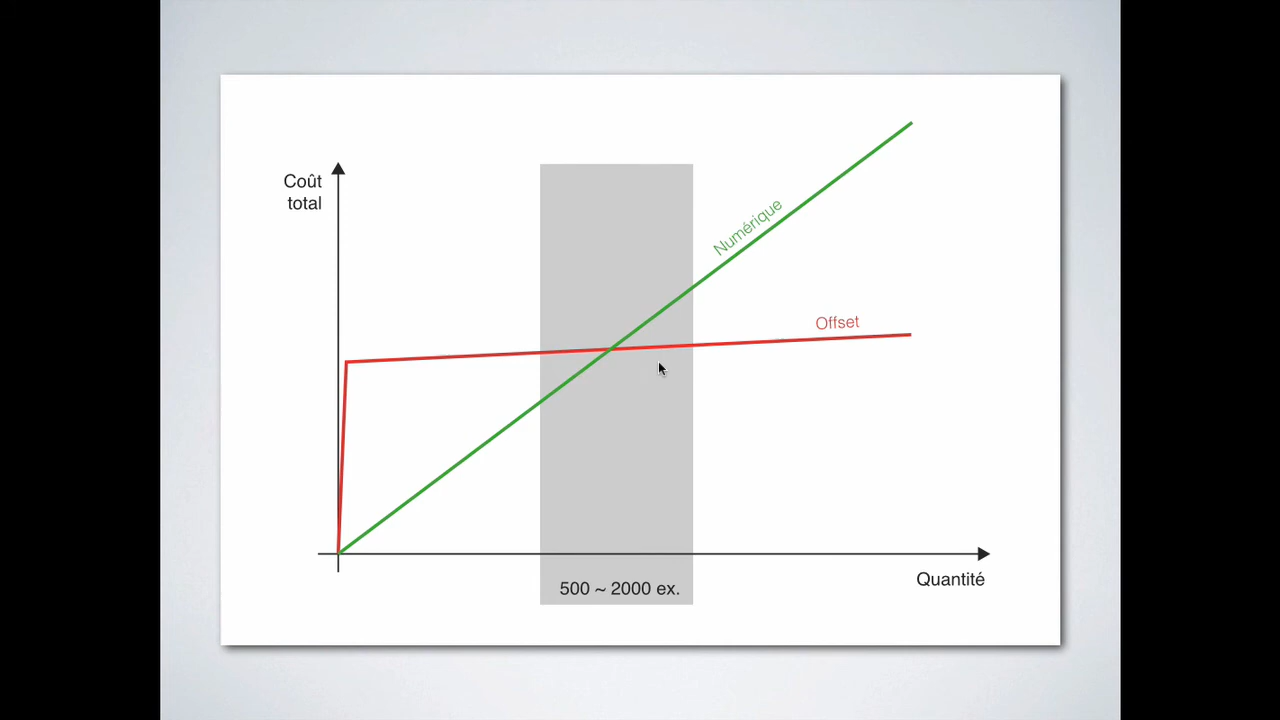 Coût
total
Numérique
Offset
500 ~ 2000 ex.
Quantité